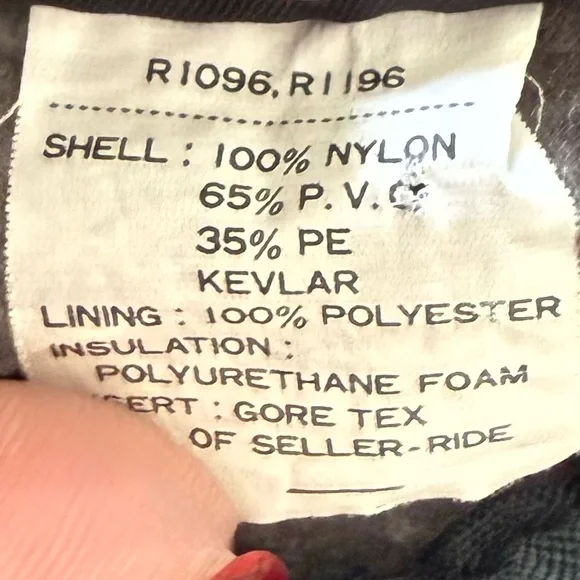 R1096, R1196
SHELL : 100% NYLON
65% P.V.C
35% PE
KEVLAR
LINING : 100% POLYESTER
INSULATION :
POLYURETHANE FOAM
SERT : GORE TEX
OF SELLER-RIDE